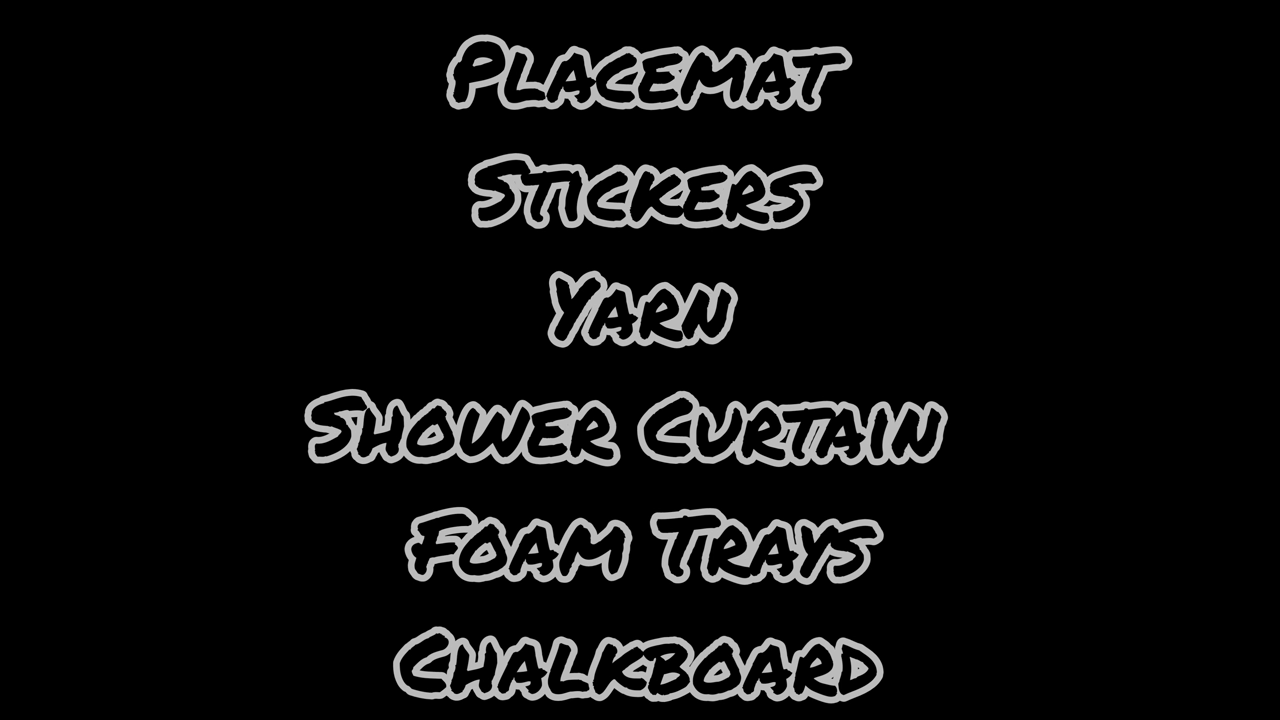 Placemat
Stickers
Yarn
Shower Curtain
Foam Trays
Chalkboard